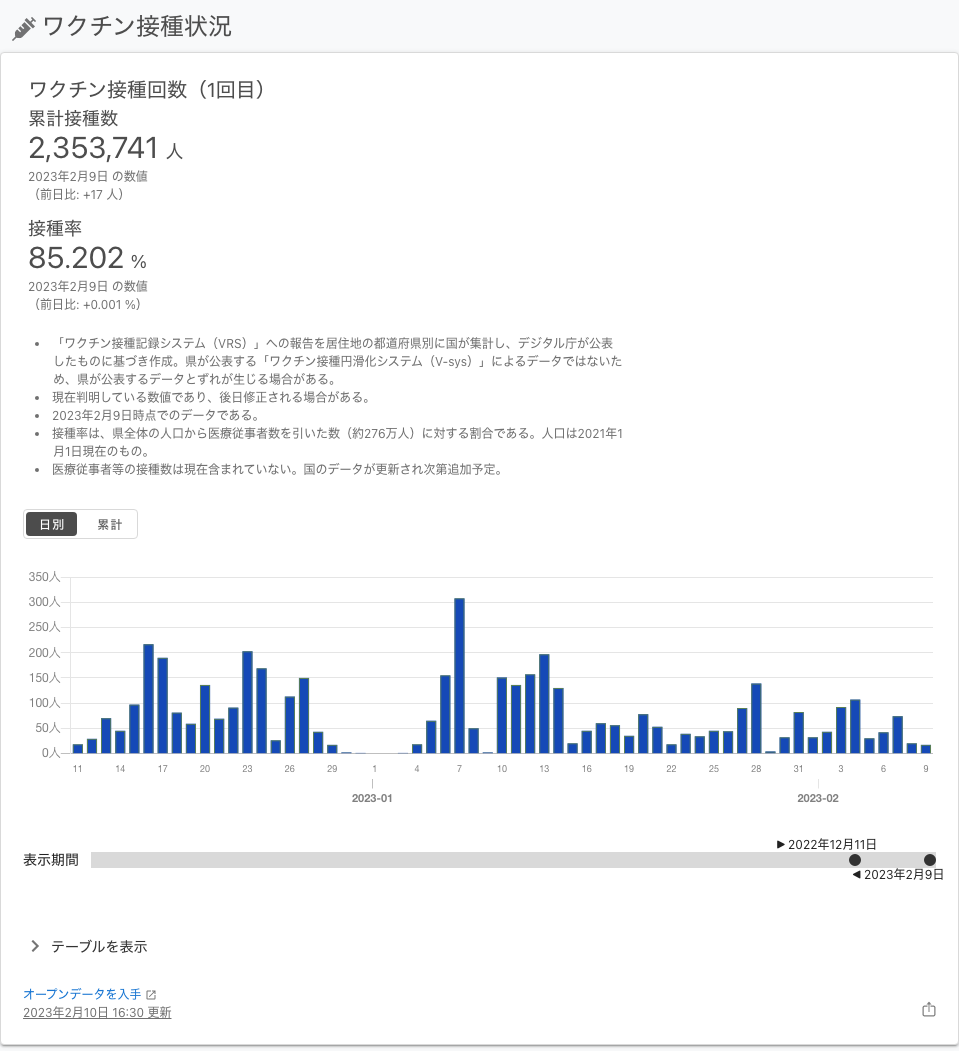 ワクチン接種状況
ワクチン接種回数（1回目）
累計接種数
2,353,741 人
2023年2月9日 の数値
（前日比: +17 人）
接種率
85.202 %
2023年2月9日 の数値
（前日比: +0.001 %）
• 「ワクチン接種記録システム（VRS）」への報告を居住地の都道府県別に国が集計し、デジタル庁が公表
したものに基づき作成。県が公表する「ワクチン接種円滑化システム（V-sys）」によるデータではないた
め、県が公表するデータとずれが生じる場合がある。
• 現在判明している数値であり、後日修正される場合がある。
• 2023年2月9日時点でのデータである。
• 接種率は、県全体の人口から医療従事者数を引いた数（約276万人）に対する割合である。人口は2021年1
月1日現在のもの。
• 医療従事者等の接種数は現在含まれていない。国のデータが更新され次第追加予定。
日別 累計
350人
300人
250人
200人
150人
100人
50人
0人
11 14 17 20 23 26 29 1 4 7 10 13 16 19 22 25 28 31 3 6 9
2023-01 2023-02
2022年12月11日
表示期間
2023年2月9日
テーブルを表示
オープンデータを入手
2023年2月10日 16:30 更新